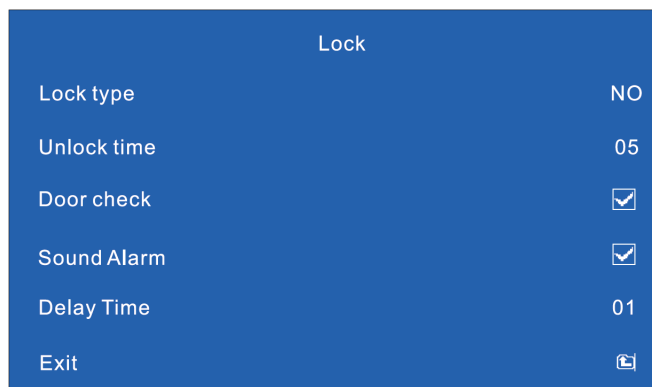 Lock
Lock type NO
Unlock time 05
Door check
Sound Alarm
Delay Time 01
Exit